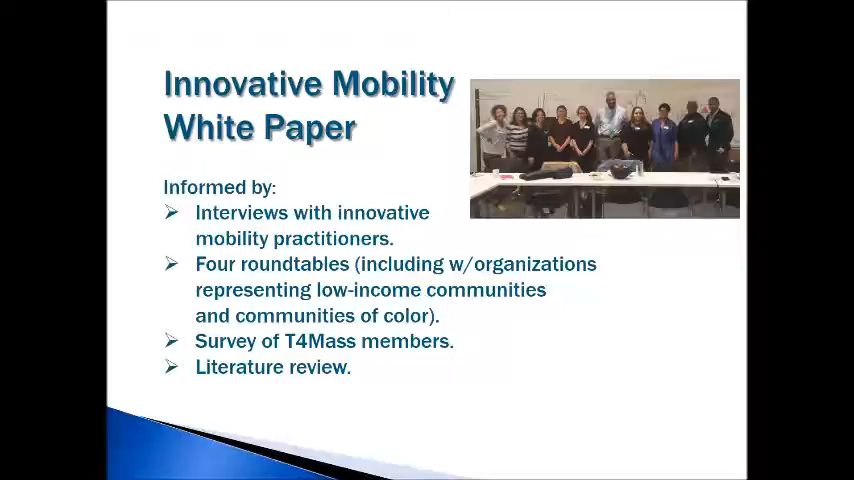 Innovative Mobility
White Paper
Informed by:
➢ Interviews with innovative
mobility practitioners.
➢ Four roundtables (including w/organizations
representing low-income communities
and communities of color).
➢ Survey of T4Mass members.
➢ Literature review.